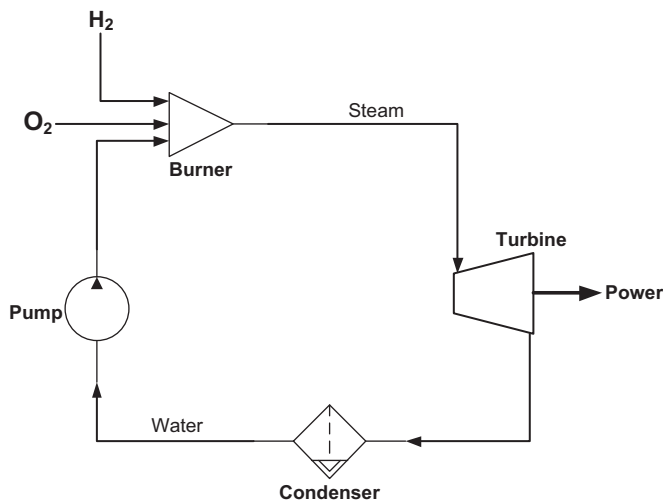 H₂
O₂
Steam
Burner
Turbine
Power
Pump
Water
Condenser